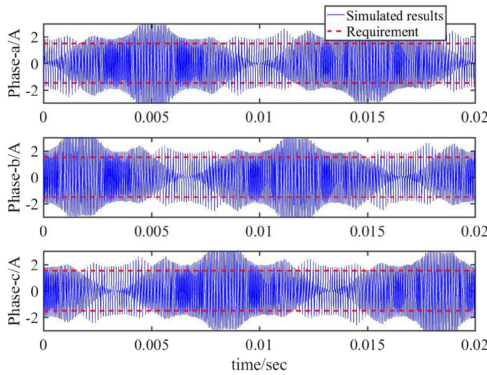 Simulated results
Requirement
Phase-a/A
2
0
-2
0 0.005 0.01 0.015 0.02
Phase-b/A
2
0
-2
0 0.005 0.01 0.015 0.02
Phase-c/A
2
0
-2
0 0.005 0.01 0.015 0.02
time/sec